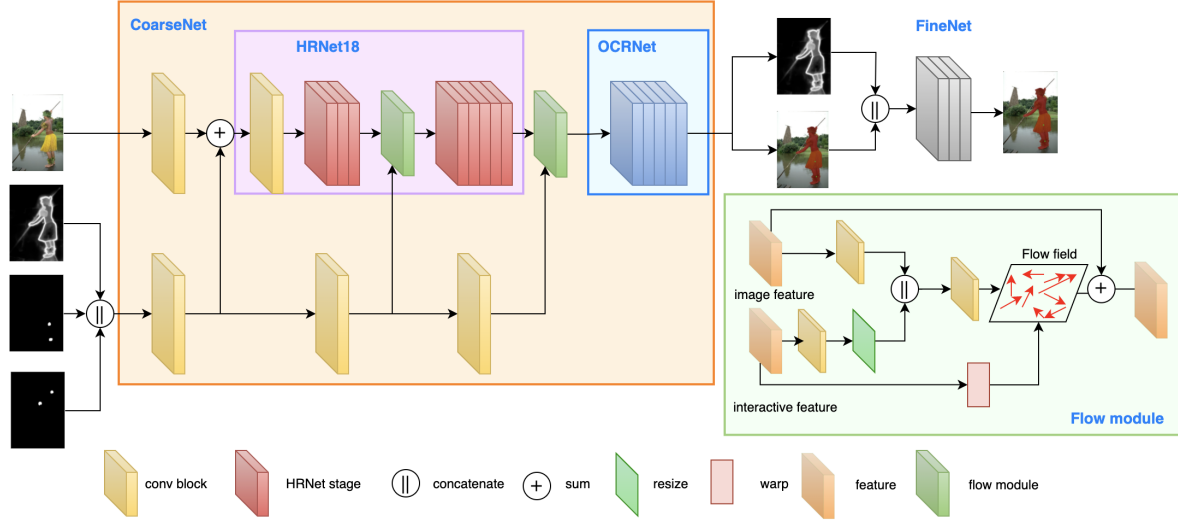 CoarseNet
HRNet18
OCRNet
FineNet
+
||
||
image feature
interactive feature
||
Flow field
+
Flow module
conv block
HRNet stage
||
concatenate
+
sum
resize
warp
feature
flow module